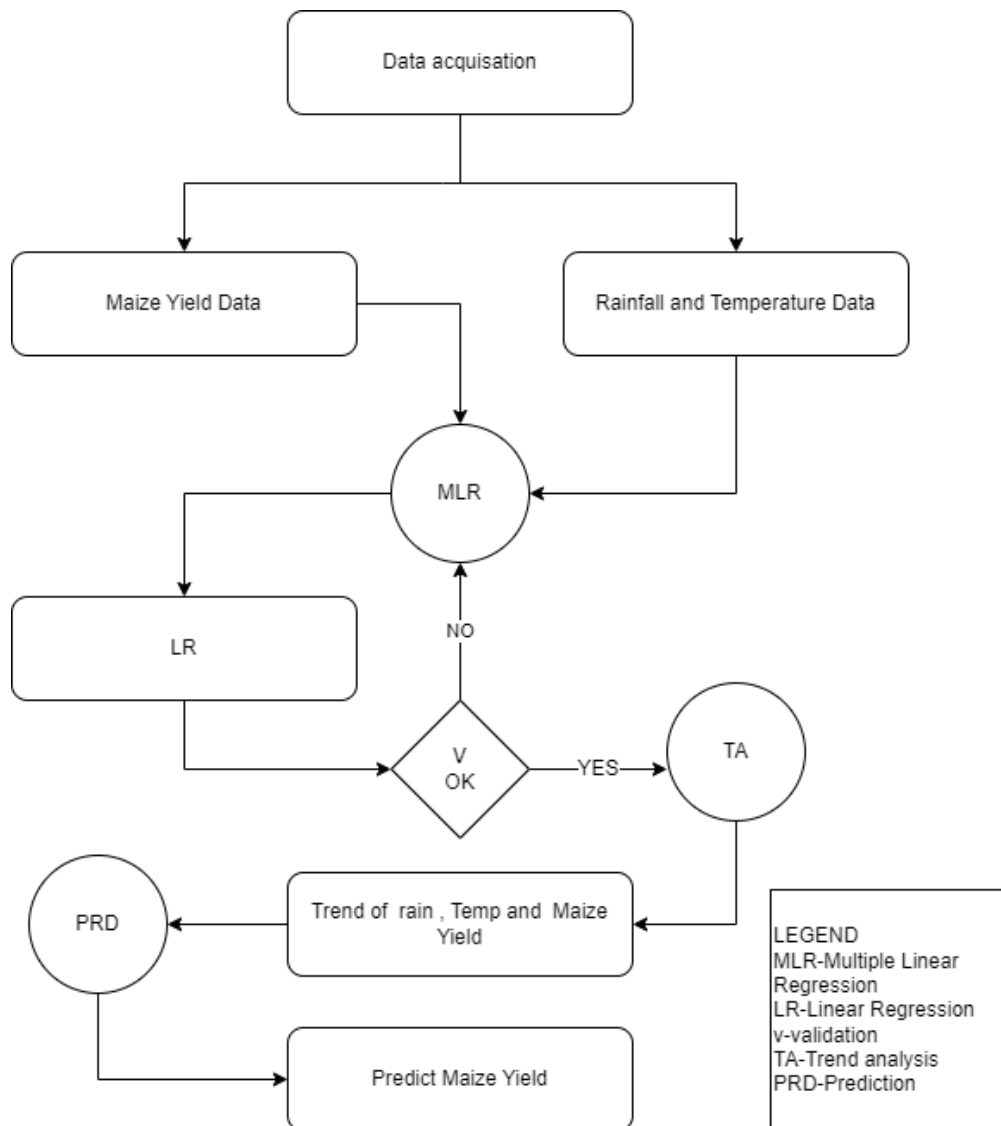 Data acquisation
Maize Yield Data
Rainfall and Temperature Data
MLR
LR
NO
V
OK
YES
TA
PRD
Trend of rain , Temp and Maize
Yield
Predict Maize Yield
LEGEND
MLR-Multiple Linear
Regression
LR-Linear Regression
v-validation
TA-Trend analysis
PRD-Prediction